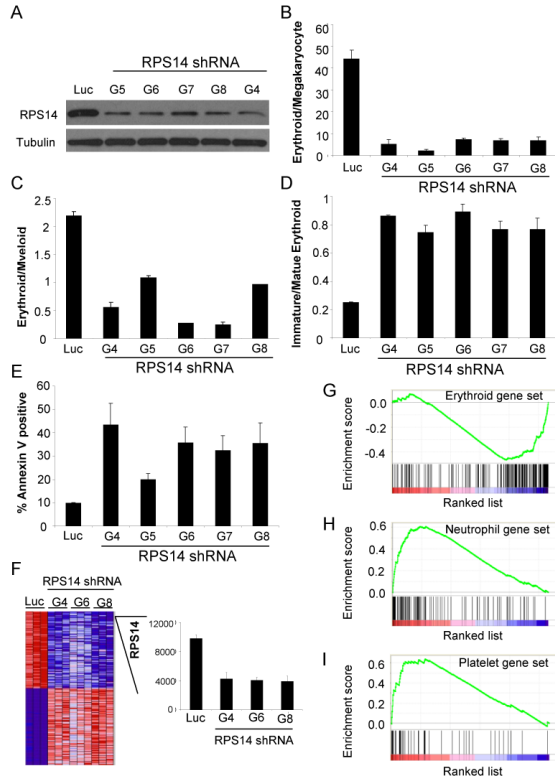 A
RPS14 shRNA
Luc G5 G6 G7 G8 G4
RPS14
Tubulin
B
Erythroid/Megakaryocyte
60
50
40
30
20
10
0
Luc G4 G5 G6 G7 G8
RPS14 shRNA
C
Erythroid/Myeloid
2.5
2
1.5
1
0.5
0
Luc G4 G5 G6 G7 G8
RPS14 shRNA
D
Immature/Matue Erythroid
1
0.8
0.6
0.4
0.2
0
Luc G4 G5 G6 G7 G8
RPS14 shRNA
E
% Annexin V positive
60
50
40
30
20
10
0
Luc G4 G5 G6 G7 G8
RPS14 shRNA
F
RPS14 shRNA
Luc G4 G6 G8
RPS14
12000
8000
4000
0
Luc G4 G6 G8
RPS14 shRNA
G
Erythroid gene set
Enrichment score
0.0
-0.2
-0.4
Ranked list
H
Neutrophil gene set
Enrichment score
0.6
0.4
0.2
0
Ranked list
I
Platelet gene set
Enrichment score
0.6
0.4
0.2
0.0
Ranked list